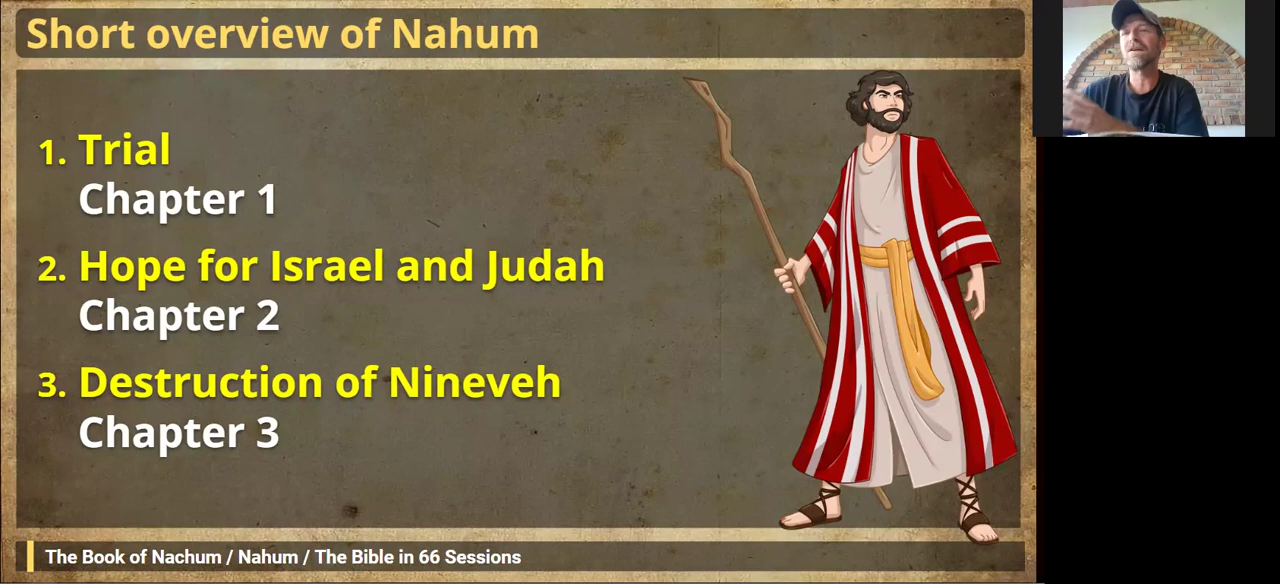 Short overview of Nahum
1. Trial
Chapter 1
2. Hope for Israel and Judah
Chapter 2
3. Destruction of Nineveh
Chapter 3
The Book of Nachum / Nahum / The Bible in 66 Sessions